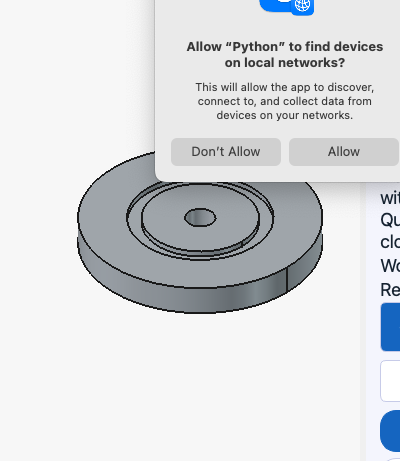 Allow “Python” to find devices
on local networks?
This will allow the app to discover,
connect to, and collect data from
devices on your networks.
Don’t Allow
Allow